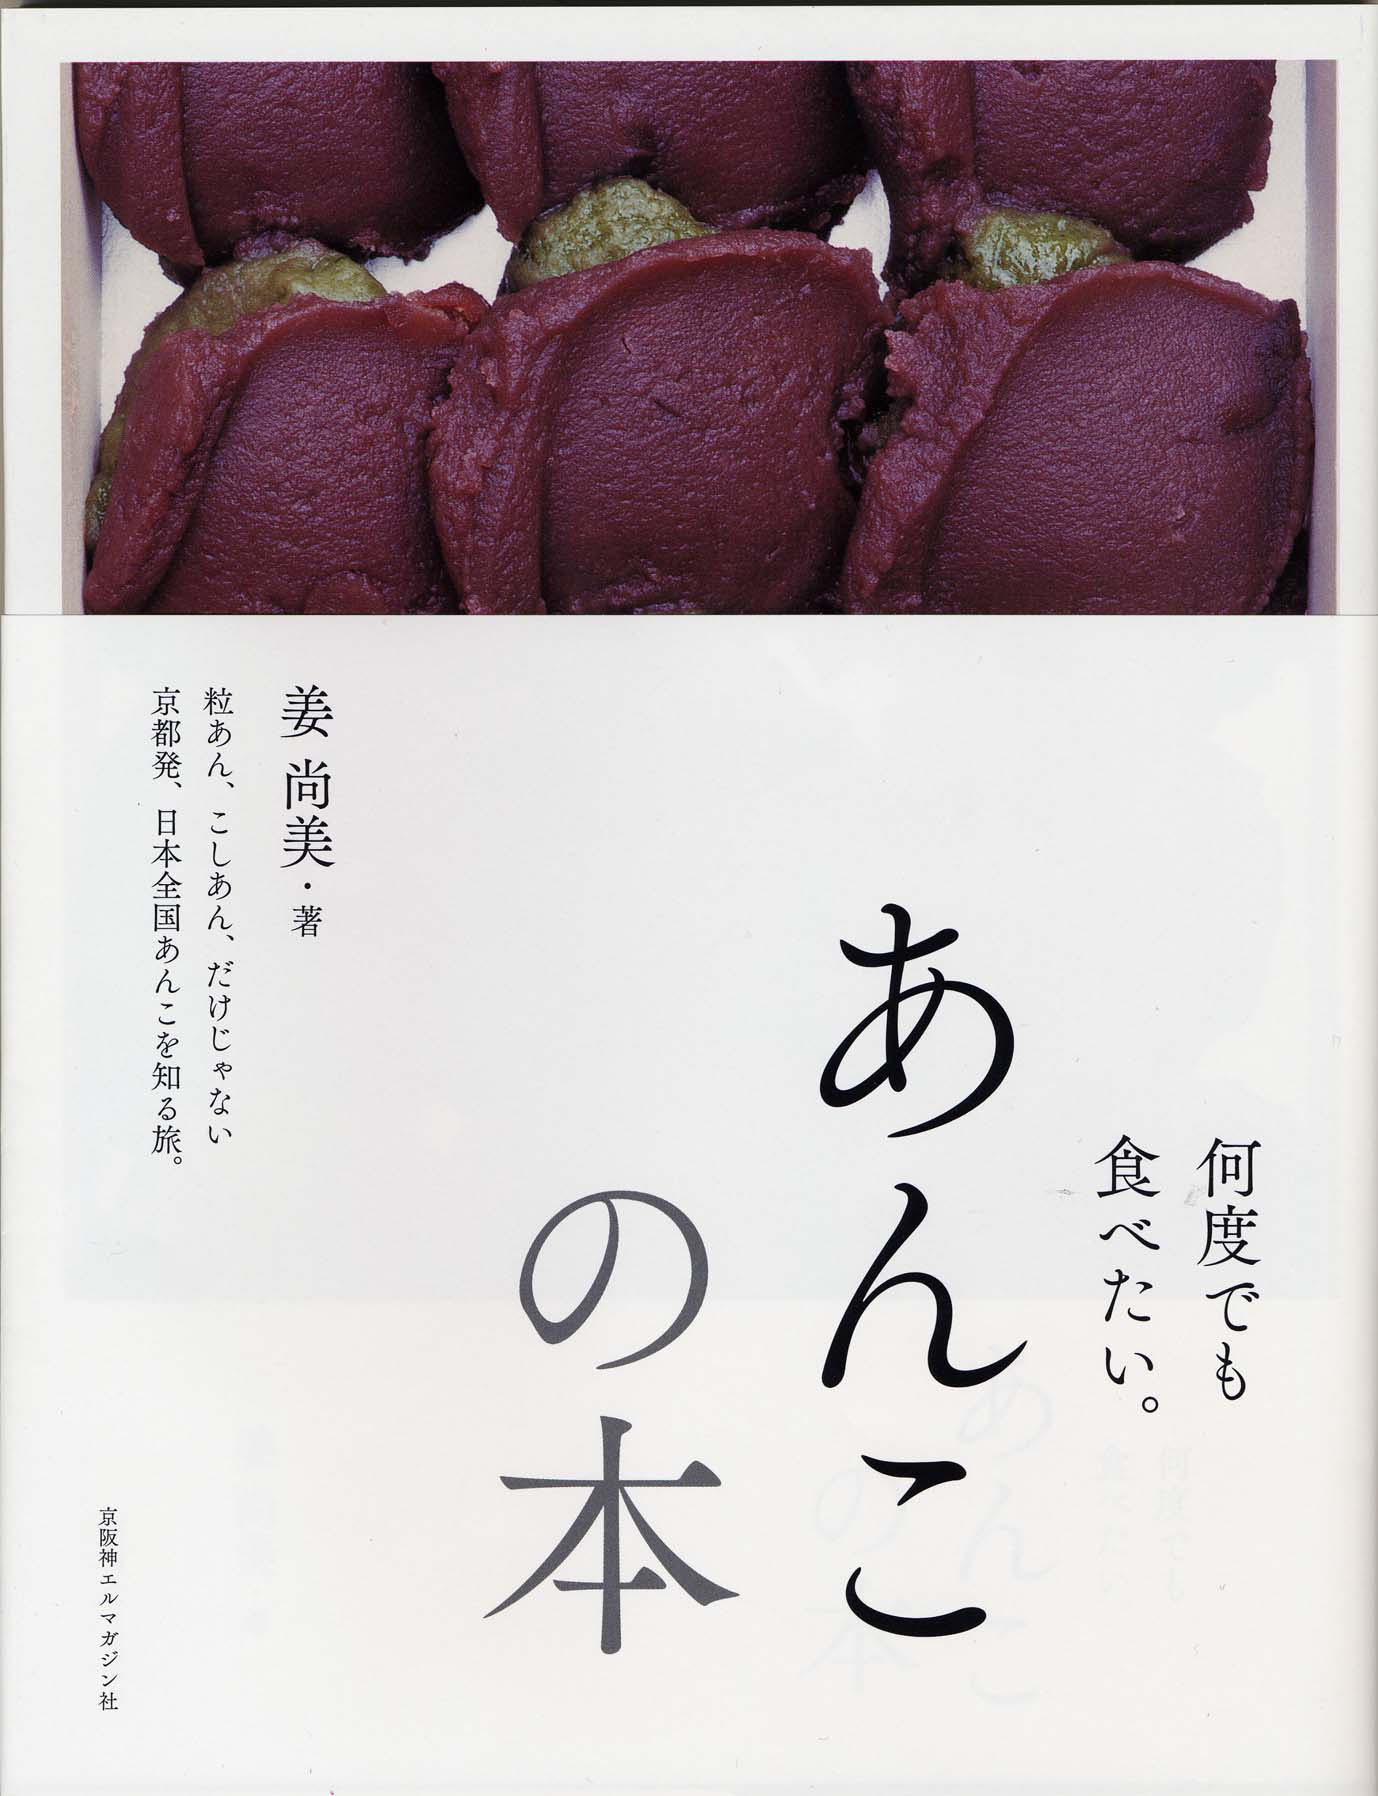 何度でも
食べたい。
あんこ
の本
姜 尚美・著
粒あん、こしあん、だけじゃない
京都発、日本全国あんこを知る旅。
京阪神エルマガジン社